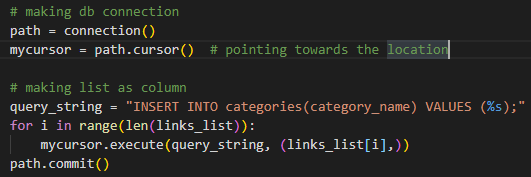 # making db connection
path = connection()
mycursor = path.cursor()  # pointing towards the location
# making list as column
query_string = "INSERT INTO categories(category_name) VALUES (%s);"
for i in range(len(links_list)):
    mycursor.execute(query_string, (links_list[i],))
path.commit()